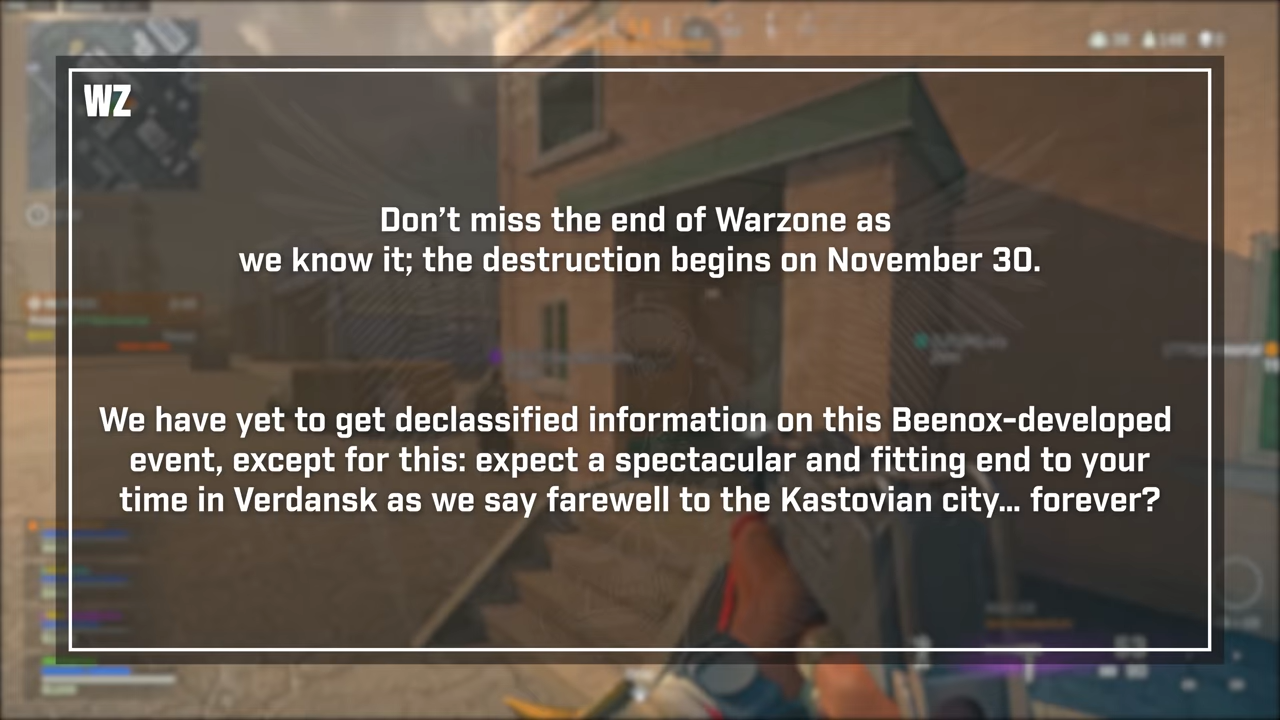 WZ
Don't miss the end of Warzone as
we know it; the destruction begins on November 30.
We have yet to get declassified information on this Beenox-developed
event, except for this: expect a spectacular and fitting end to your
time in Verdansk as we say farewell to the Kastovian city... forever?